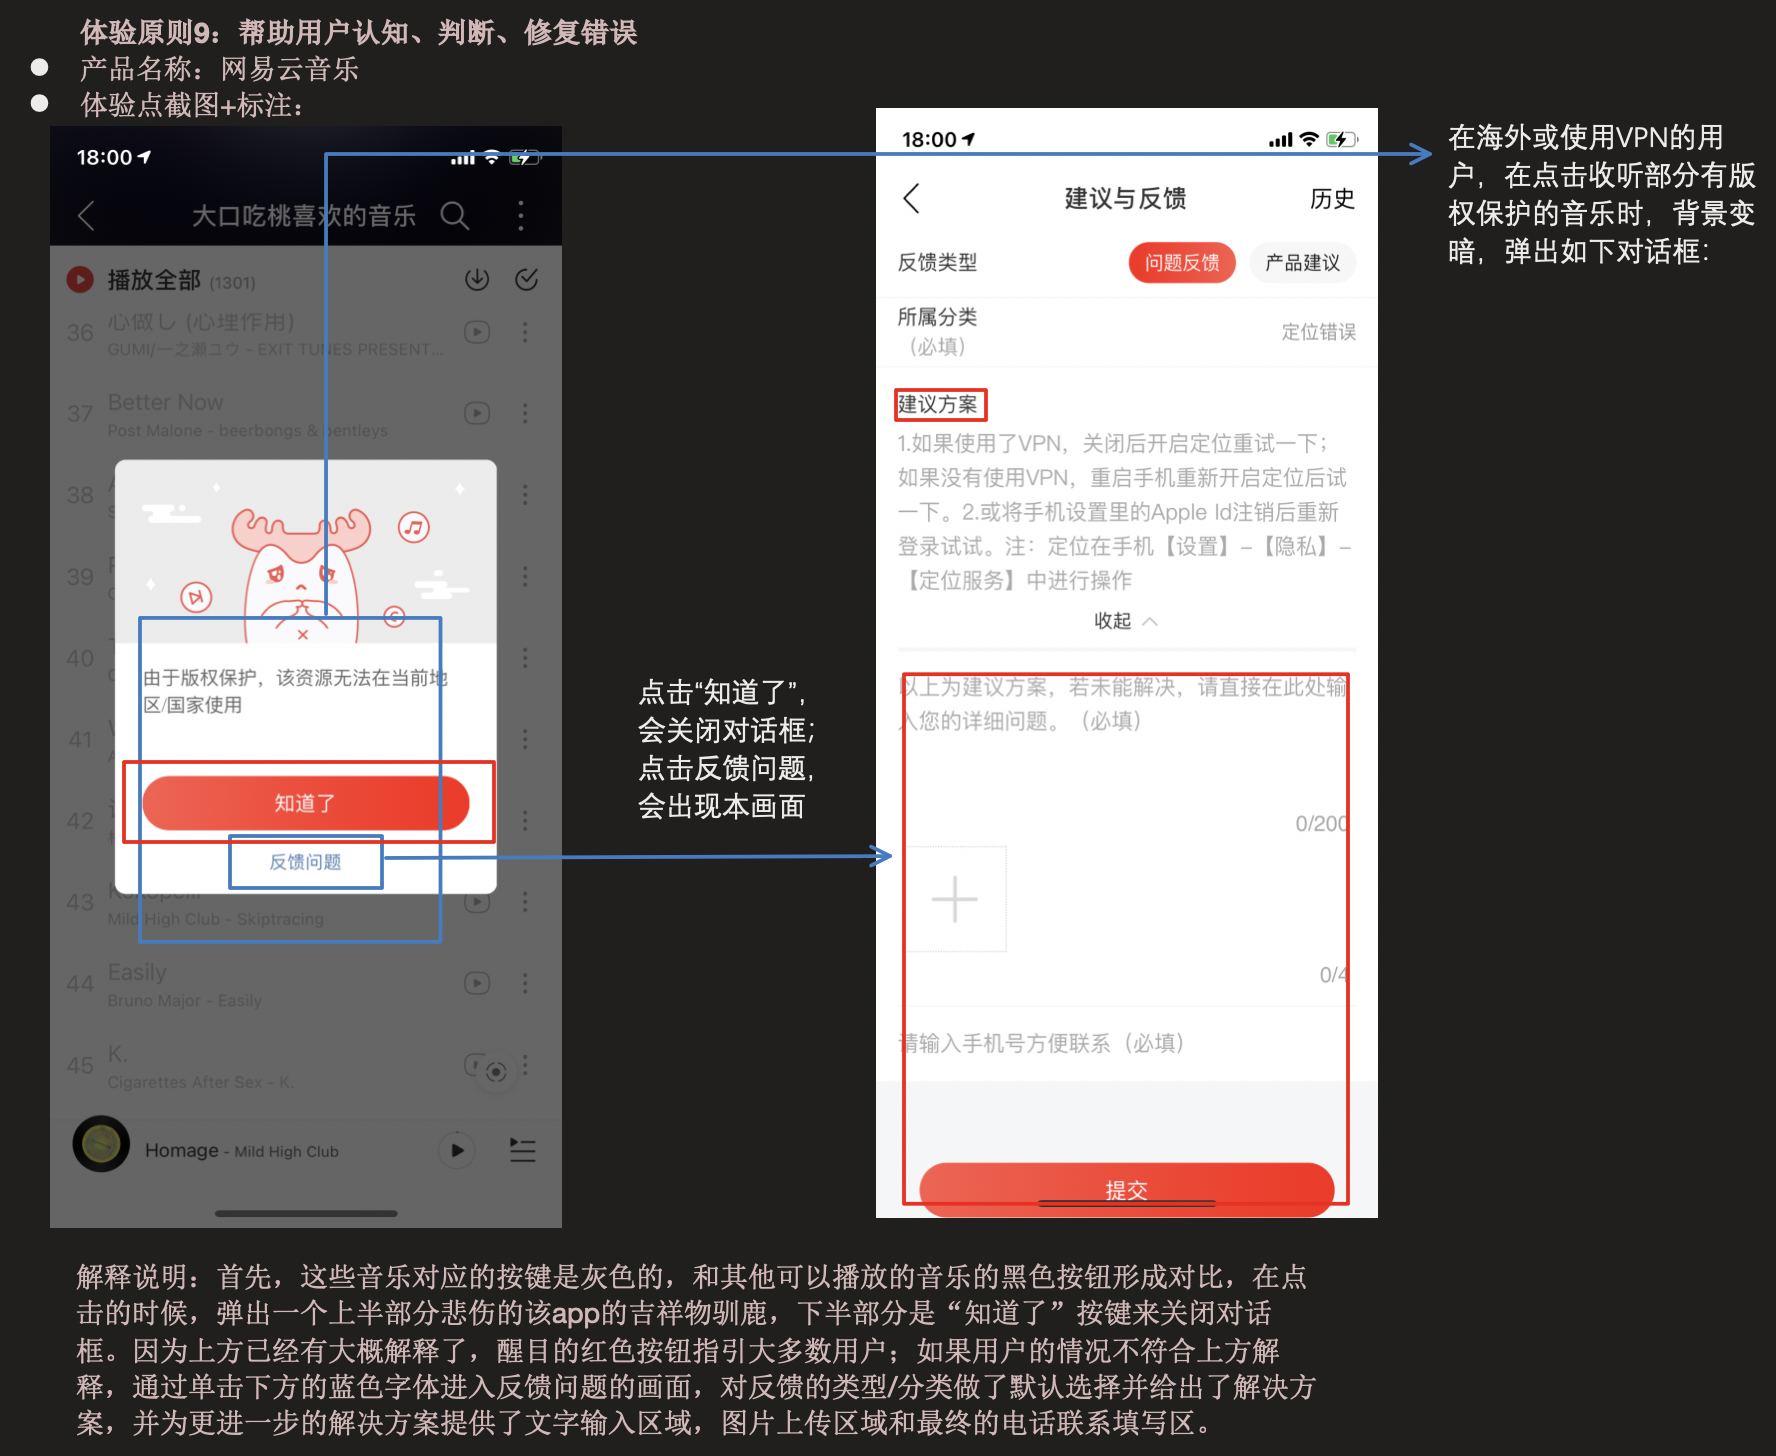 体验原则9：帮助用户认知、判断、修复错误
产品名称：网易云音乐
体验点截图+标注：
18:00
大口吃桃喜欢的音乐
播放全部 (1301)
36
心做し (心理作用)
GUMI/一之瀬ユウ - EXIT TUNES PRESENT...
37
Better Now
Post Malone - beerbongs & bentleys
38
39
40
41
42
由于版权保护，该资源无法在当前地
区/国家使用
知道了
反馈问题
43
Mild High Club - Skiptracing
44
Easily
Bruno Major - Easily
45
K.
Cigarettes After Sex - K.
Homage - Mild High Club
点击“知道了”，
会关闭对话框；
点击反馈问题，
会出现本画面
18:00
建议与反馈
历史
反馈类型
问题反馈
产品建议
所属分类
（必填）
定位错误
建议方案
1.如果使用了VPN，关闭后开启定位重试一下；
如果没有使用VPN，重启手机重新开启定位后试
一下。2.或将手机设置里的Apple Id注销后重新
登录试试。注：定位在手机【设置】-【隐私】-
【定位服务】中进行操作
收起
以上为建议方案，若未能解决，请直接在此处输
入您的详细问题。（必填）
0/200
0/4
请输入手机号方便联系（必填）
提交
在海外或使用VPN的用
户，在点击收听部分有版
权保护的音乐时，背景变
暗，弹出如下对话框：
解释说明：首先，这些音乐对应的按键是灰色的，和其他可以播放的音乐的黑色按钮形成对比，在点
击的时候，弹出一个上半部分悲伤的该app的吉祥物驯鹿，下半部分是“知道了”按键来关闭对话
框。因为上方已经有大概解释了，醒目的红色按钮指引大多数用户；如果用户的情况不符合上方解
释，通过单击下方的蓝色字体进入反馈问题的画面，对反馈的类型/分类做了默认选择并给出了解决方
案，并为更进一步的解决方案提供了文字输入区域，图片上传区域和最终的电话联系填写区。